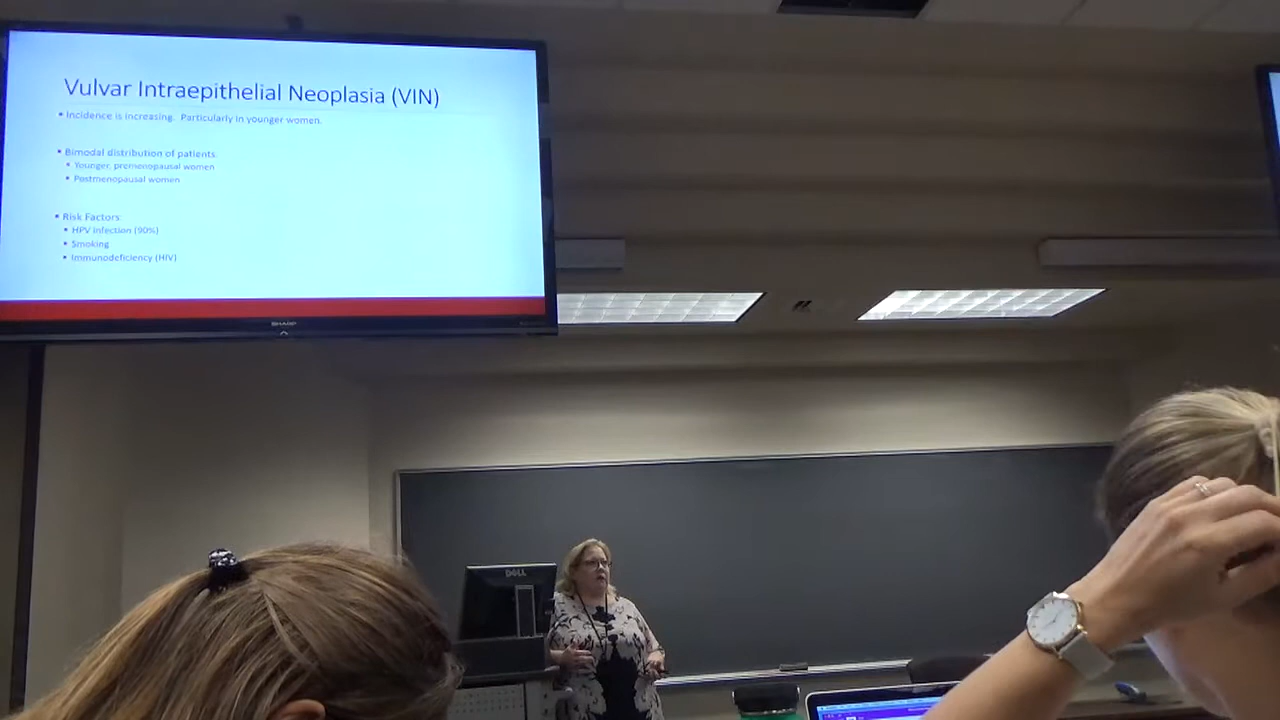 Vulvar Intraepithelial Neoplasia (VIN)
• Incidence is increasing. Particularly in younger women.
• Bimodal distribution of patients:
• Younger, premenopausal women
• Postmenopausal women
• Risk Factors:
• HPV infection (90%)
• Smoking
• Immunodeficiency (HIV)
SHARP
DELL